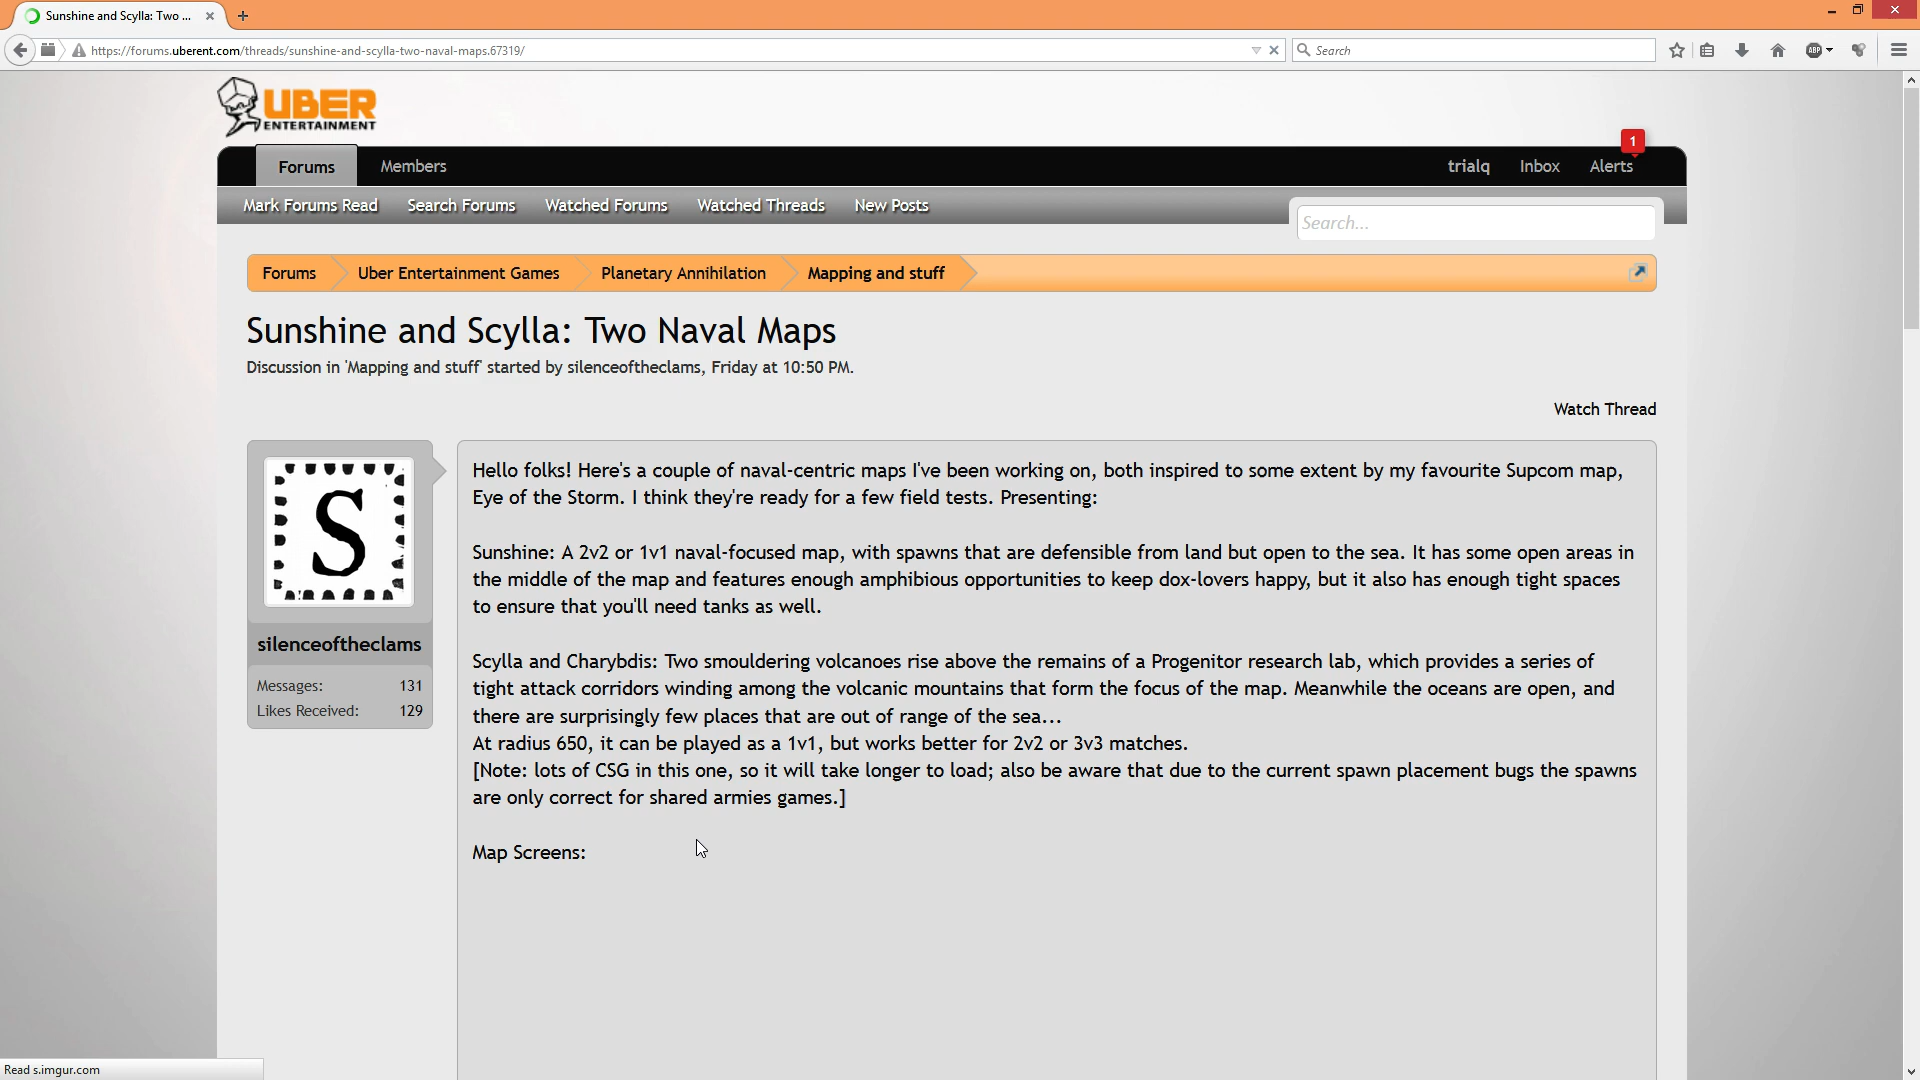 Sunshine and Scylla: Two ...
https://forums.uberent.com/threads/sunshine-and-scylla-two-naval-maps.67319/
Search
ABP
UBER
ENTERTAINMENT
1
Forums
Members
trialq
Inbox
Alerts
Mark Forums Read
Search Forums
Watched Forums
Watched Threads
New Posts
Search...
Forums
Uber Entertainment Games
Planetary Annihilation
Mapping and stuff
Sunshine and Scylla: Two Naval Maps
Discussion in 'Mapping and stuff' started by silenceoftheclams, Friday at 10:50 PM.
Watch Thread
S
silenceoftheclams
Messages: 131
Likes Received: 129
Hello folks! Here's a couple of naval-centric maps I've been working on, both inspired to some extent by my favourite Supcom map,
Eye of the Storm. I think they're ready for a few field tests. Presenting:
Sunshine: A 2v2 or 1v1 naval-focused map, with spawns that are defensible from land but open to the sea. It has some open areas in
the middle of the map and features enough amphibious opportunities to keep dox-lovers happy, but it also has enough tight spaces
to ensure that you'll need tanks as well.
Scylla and Charybdis: Two smouldering volcanoes rise above the remains of a Progenitor research lab, which provides a series of
tight attack corridors winding among the volcanic mountains that form the focus of the map. Meanwhile the oceans are open, and
there are surprisingly few places that are out of range of the sea...
At radius 650, it can be played as a 1v1, but works better for 2v2 or 3v3 matches.
[Note: lots of CSG in this one, so it will take longer to load; also be aware that due to the current spawn placement bugs the spawns
are only correct for shared armies games.]
Map Screens:
Read s.imgur.com